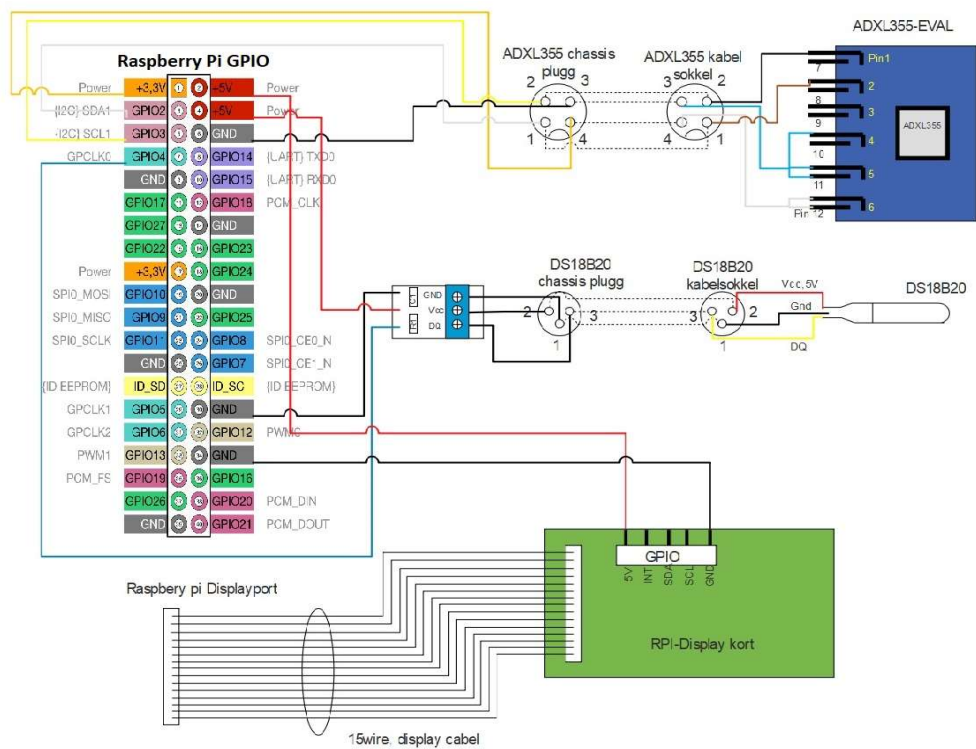 ADXL355-EVAL
ADXL355 chassis
plugg
ADXL355 kabel
sokkel
2
3
1
4
3
2
4
1
Pin1
7
2
8
3
9
4
10
5
11
6
Pin 12
ADXL355
Raspberry Pi GPIO
Power +3,3V 1 2 +5V Power
{I2C} SDA1 GPIO2 3 4 +5V Power
{I2C} SCL1 GPIO3 5 6 GND
GPCLK0 GPIO4 7 8 GPIO14 {UART} TXD0
GND 9 10 GPIO15 {UART} RXD0
GPIO17 11 12 GPIO18 PCM_CLK
GPIO27 13 14 GND
GPIO22 15 16 GPIO23
Power +3,3V 17 18 GPIO24
SPI0_MOSI GPIO10 19 20 GND
SPI0_MISO GPIO9 21 22 GPIO25
SPI0_SCLK GPIO11 23 24 GPIO8 SPI0_CE0_N
GND 25 26 GPIO7 SPI0_CE1_N
{ID EEPROM} ID_SD 27 28 ID_SC {ID EEPROM}
GPCLK1 GPIO5 29 30 GND
GPCLK2 GPIO6 31 32 GPIO12 PWM0
PWM1 GPIO13 33 34 GND
PCM_FS GPIO19 35 36 GPIO16
GPIO26 37 38 GPIO20 PCM_DIN
GND 39 40 GPIO21 PCM_DOUT
GND
Vcc
DQ
DS18B20
chassis plugg
2
3
1
DS18B20
kabelsokkel
3
2
1
Vcc, 5V
Gnd
DQ
DS18B20
GPIO
5V
INT
SDA
SCL
GND
RPI-Display kort
Raspbery pi Displayport
15wire, display cabel